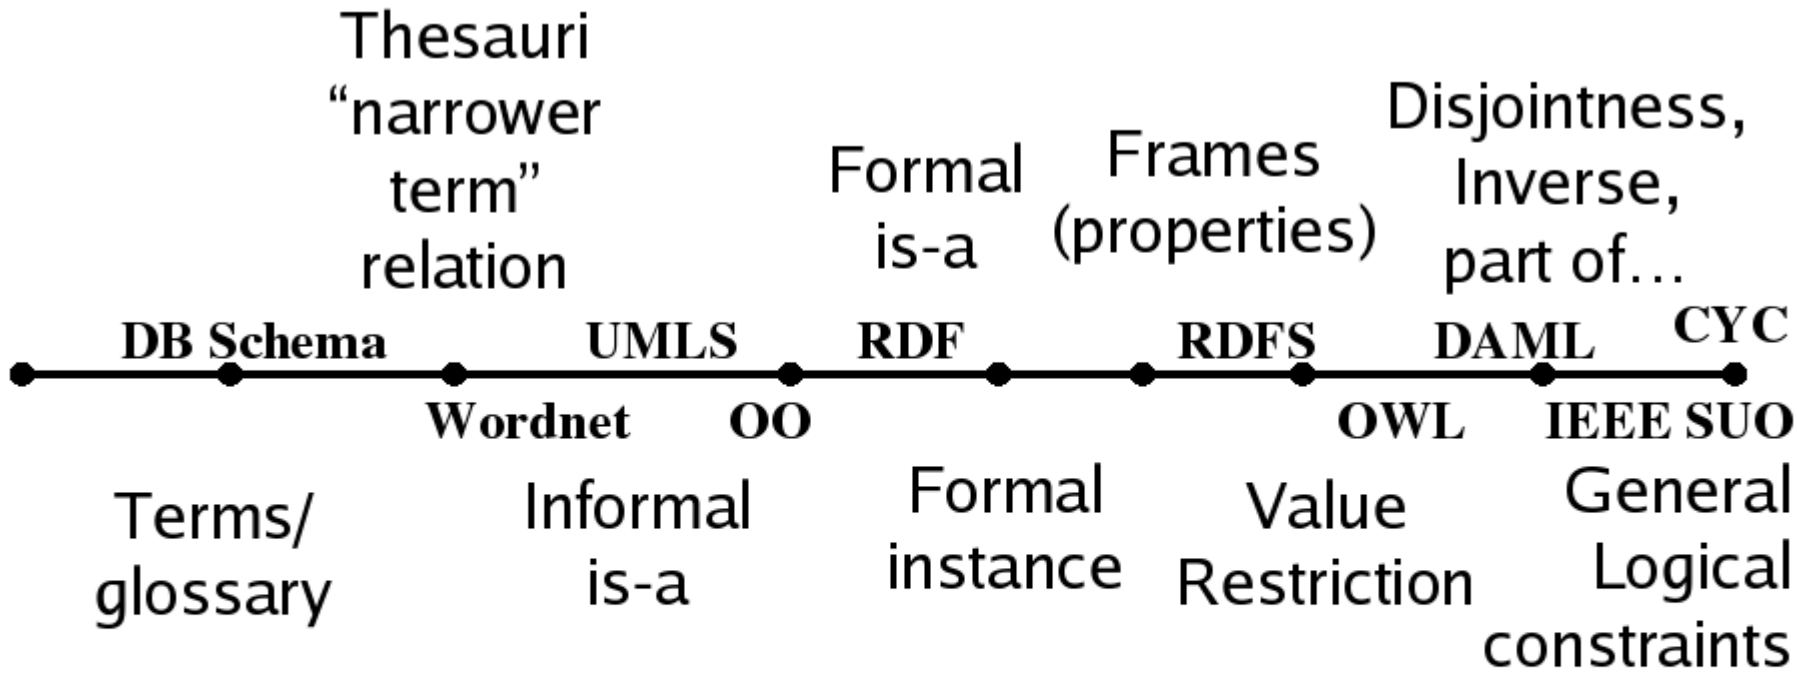 Thesauri
“narrower
term”
relation
Formal
is-a
Frames
(properties)
Disjointness,
Inverse,
part of…
DB Schema
UMLS
RDF
RDFS
DAML
CYC
Wordnet
OO
OWL
IEEE SUO
Terms/
glossary
Informal
is-a
Formal
instance
Value
Restriction
General
Logical
constraints